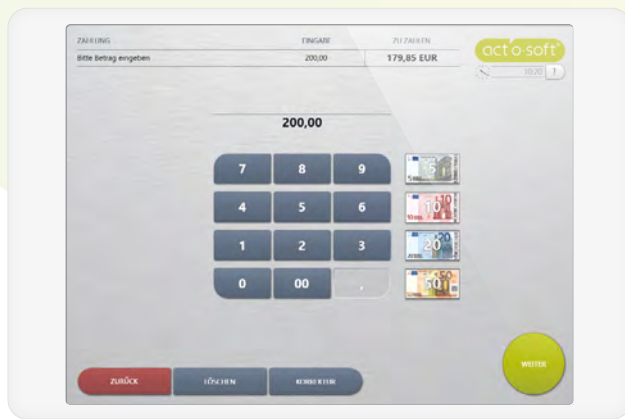 ZAHLUNG EINGABE ZU ZAHLEN
Bitte Betrag eingeben 200,00 179,85 EUR
act'o-soft
10:20 ?
200,00
7 8 9 5
4 5 6 10
1 2 3 20
0 00 , 50
WEITER
ZURÜCK LÖSCHEN